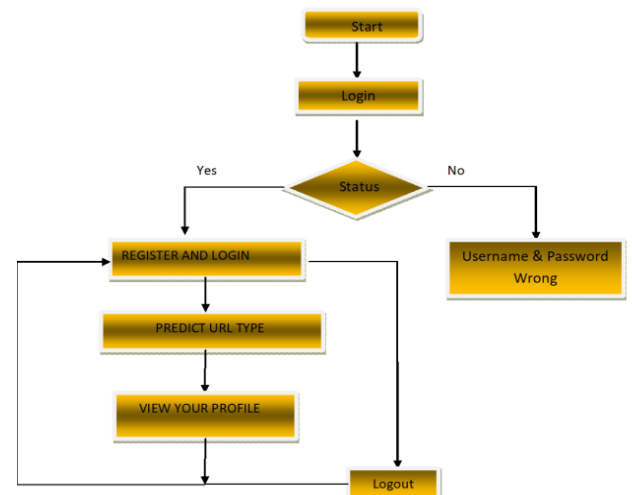 Start
Login
Yes
No
Status
REGISTER AND LOGIN
Username & Password
Wrong
PREDICT URL TYPE
VIEW YOUR PROFILE
Logout